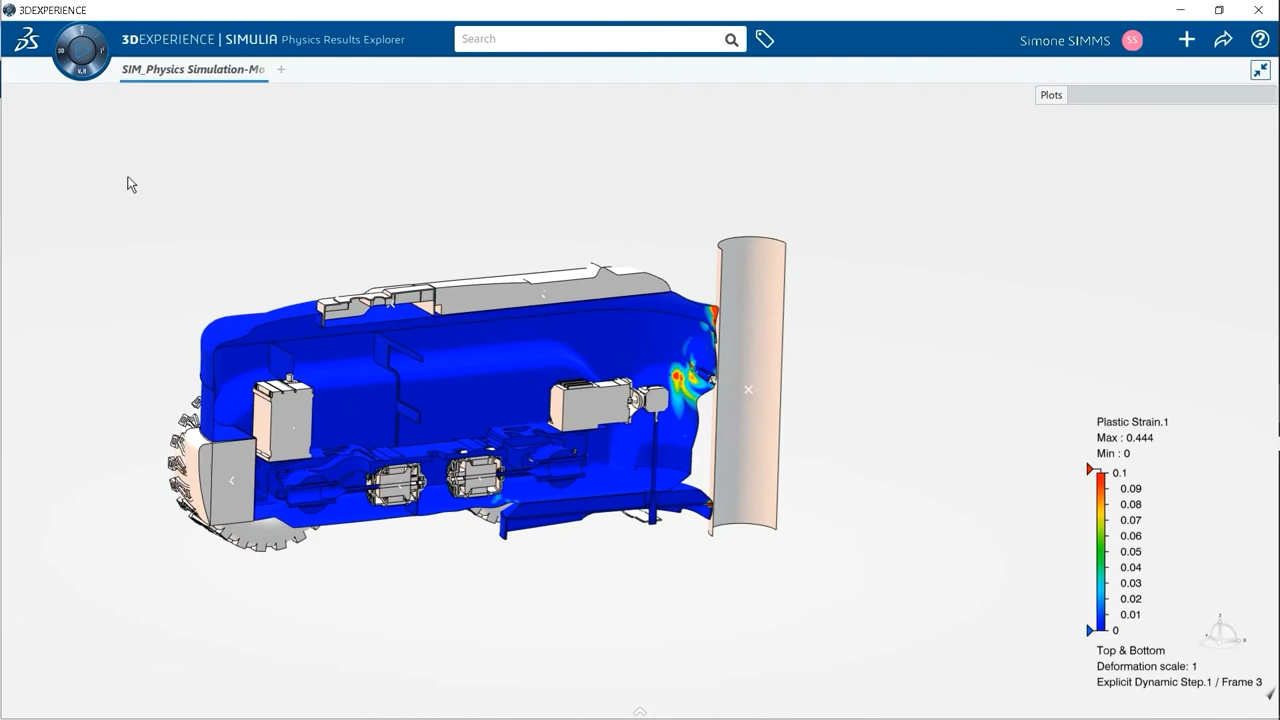 3DEXPERIENCE
3DEXPERIENCE | SIMULIA Physics Results Explorer
Search
Simone SIMMS
SS
3D
V.R
SIM_Physics Simulation-Mo
Plots
Plastic Strain.1
Max : 0.444
Min : 0
0.1
0.09
0.08
0.07
0.06
0.05
0.04
0.03
0.02
0.01
0
Top & Bottom
Deformation scale: 1
Explicit Dynamic Step.1 / Frame 3